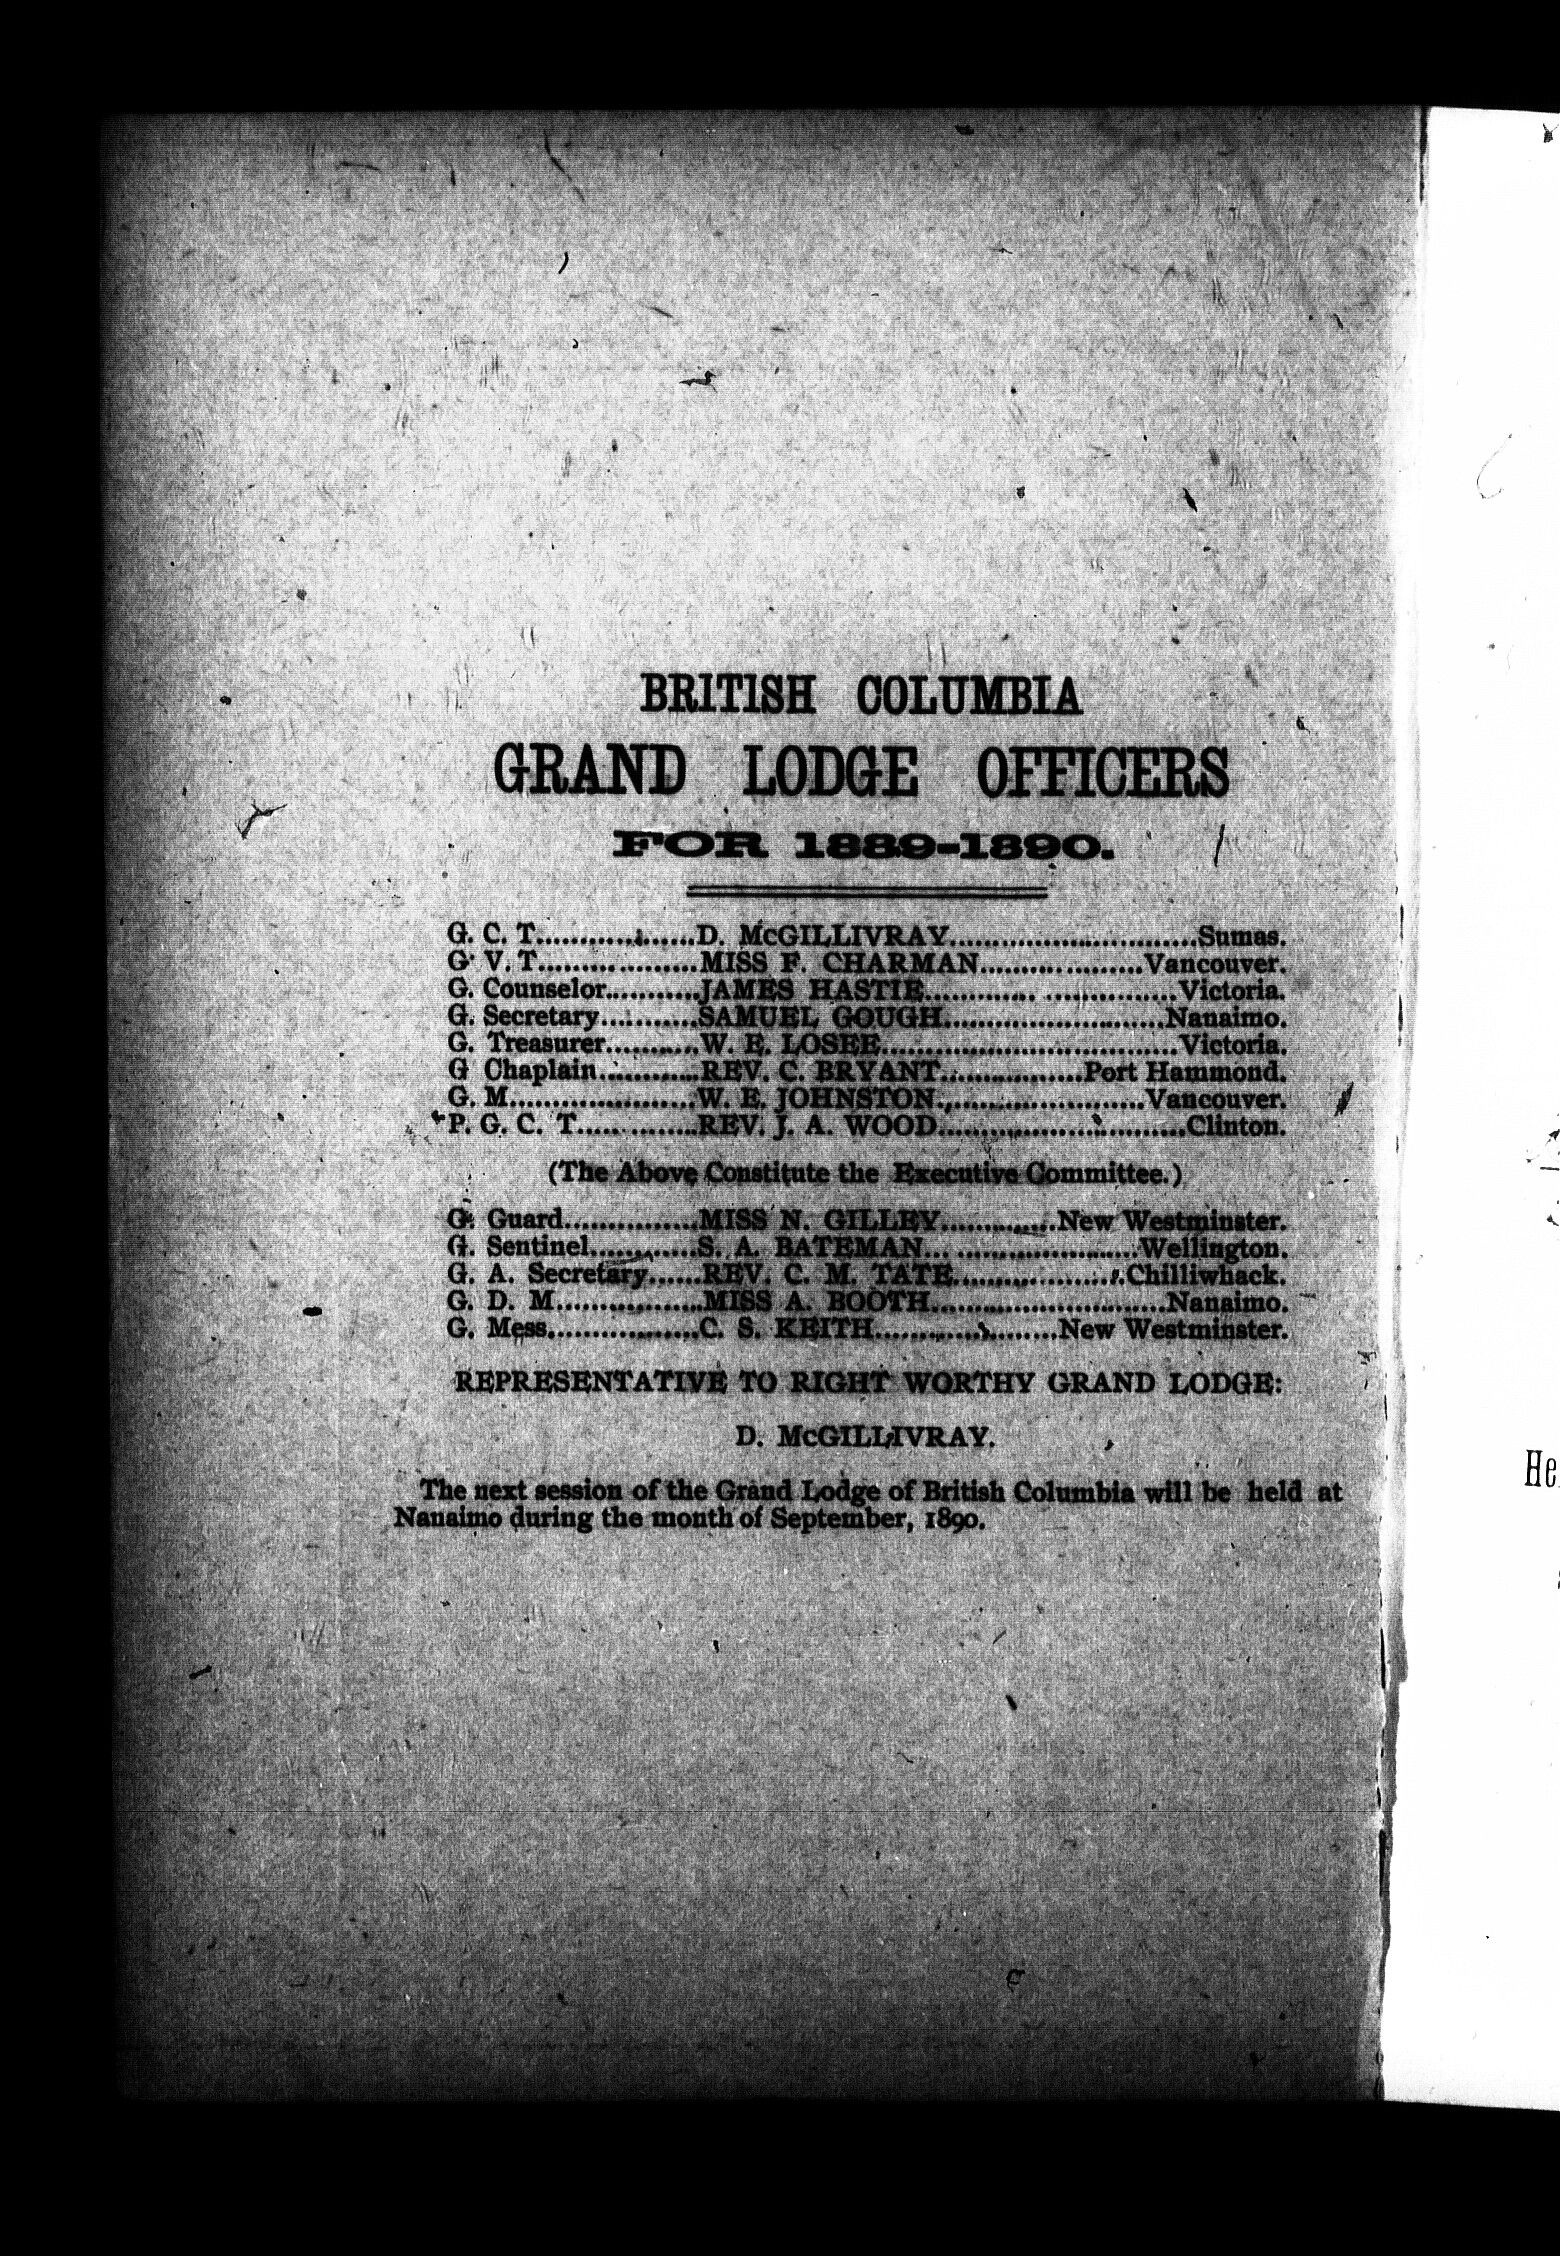 BRITISH COLUMBIA
GRAND LODGE OFFICERS
FOR 1889-1890.
G. C. T..................D. McGILLIVRAY............................Sumas.
G. V. T..................MISS F. CHARMAN...................Vancouver.
G. Counselor...........JAMES HASTIE............................Victoria.
G. Secretary...........SAMUEL GOUGH.........................Nanaimo.
G. Treasurer...........W. E. LOSEE..................................Victoria.
G Chaplain............REV. C. BRYANT................Port Hammond.
G. M.....................W. E. JOHNSTON........................Vancouver.
P. G. C. T..............REV. J. A. WOOD............................Clinton.
(The Above Constitute the Executive Committee.)
G. Guard...............MISS N. GILLEY.............New Westminster.
G. Sentinel............S. A. BATEMAN........................Wellington.
G. A. Secretary......REV. C. M. TATE....................Chilliwhack.
G. D. M.................MISS A. BOOTH...........................Nanaimo.
G. Mess.................C. S. KEITH.....................New Westminster.
REPRESENTATIVE TO RIGHT WORTHY GRAND LODGE:
D. McGILLIVRAY.
The next session of the Grand Lodge of British Columbia will be held at
Nanaimo during the month of September, 1890.
He